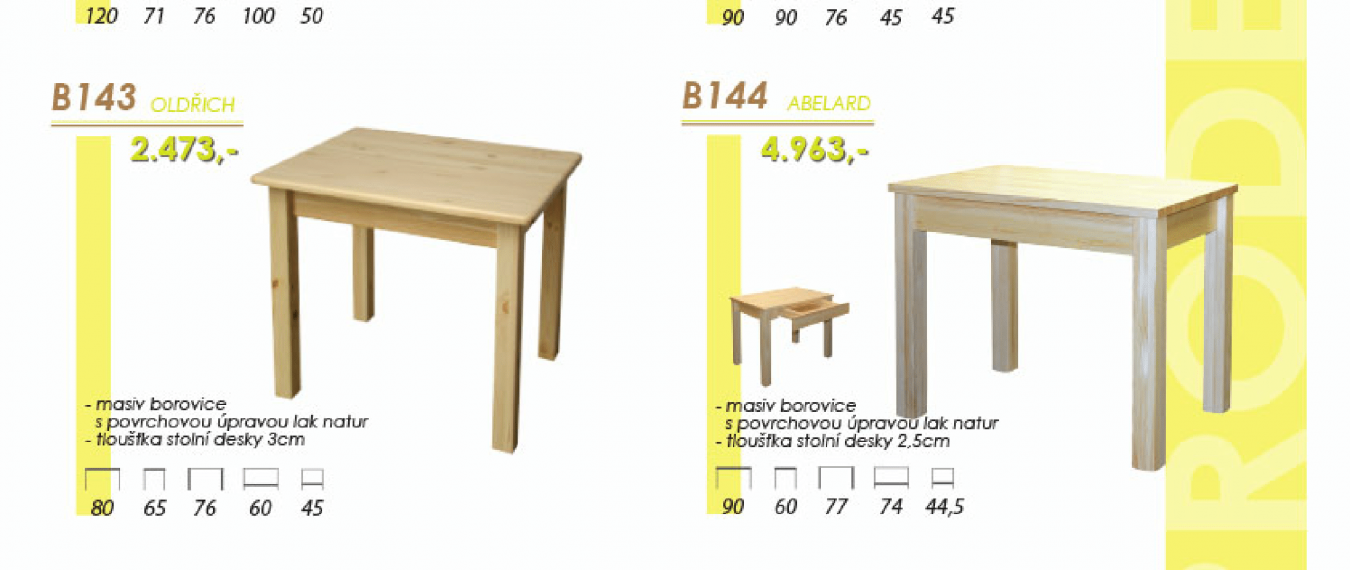 120 71 76 100 50
90 90 76 45 45
B143 OLDŘICH
2.473,-
- masiv borovice
s povrchovou úpravou lak natur
- tloušťka stolní desky 3cm
80 65 76 60 45
B144 ABELARD
4.963,-
- masiv borovice
s povrchovou úpravou lak natur
- tloušťka stolní desky 2,5cm
90 60 77 74 44,5